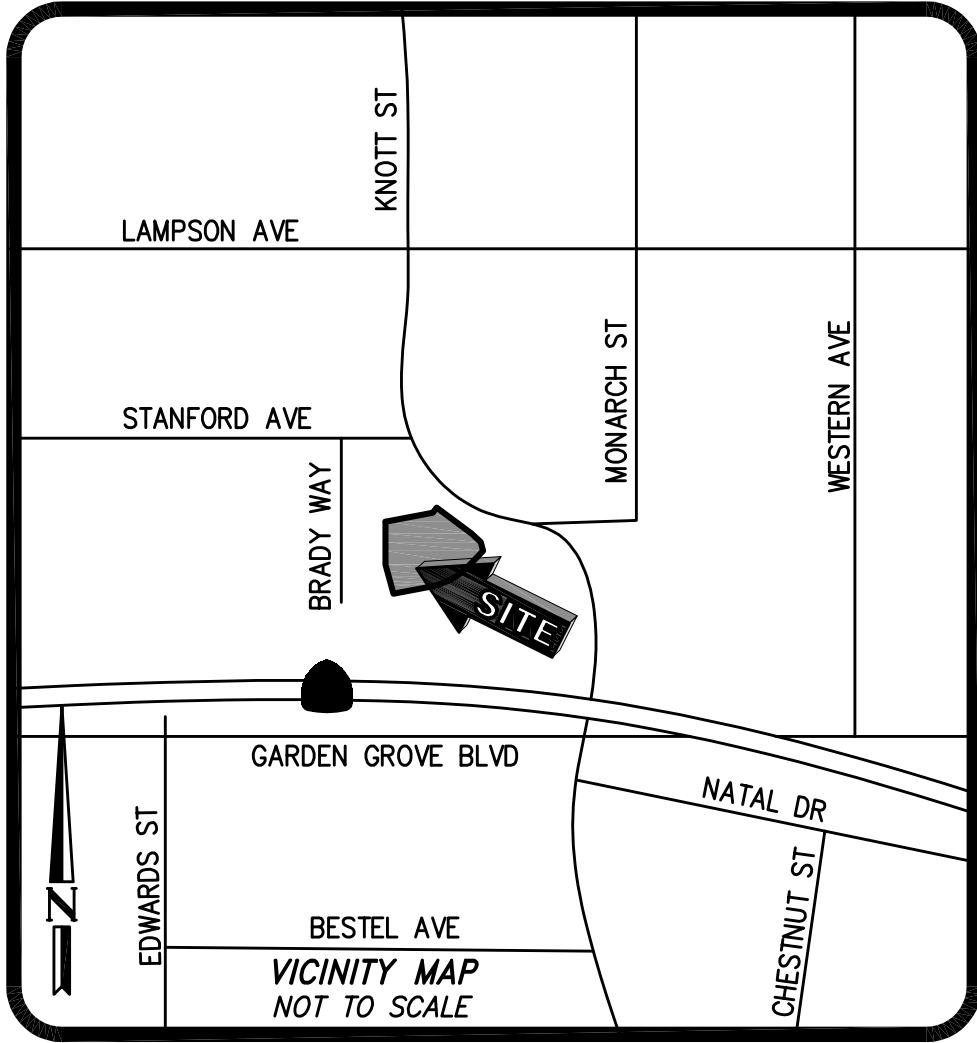 KNOTT ST
LAMPSON AVE
MONARCH ST
WESTERN AVE
STANFORD AVE
BRADY WAY
SITE
GARDEN GROVE BLVD
NATAL DR
EDWARDS ST
CHESTNUT ST
N
BESTEL AVE
VICINITY MAP
NOT TO SCALE